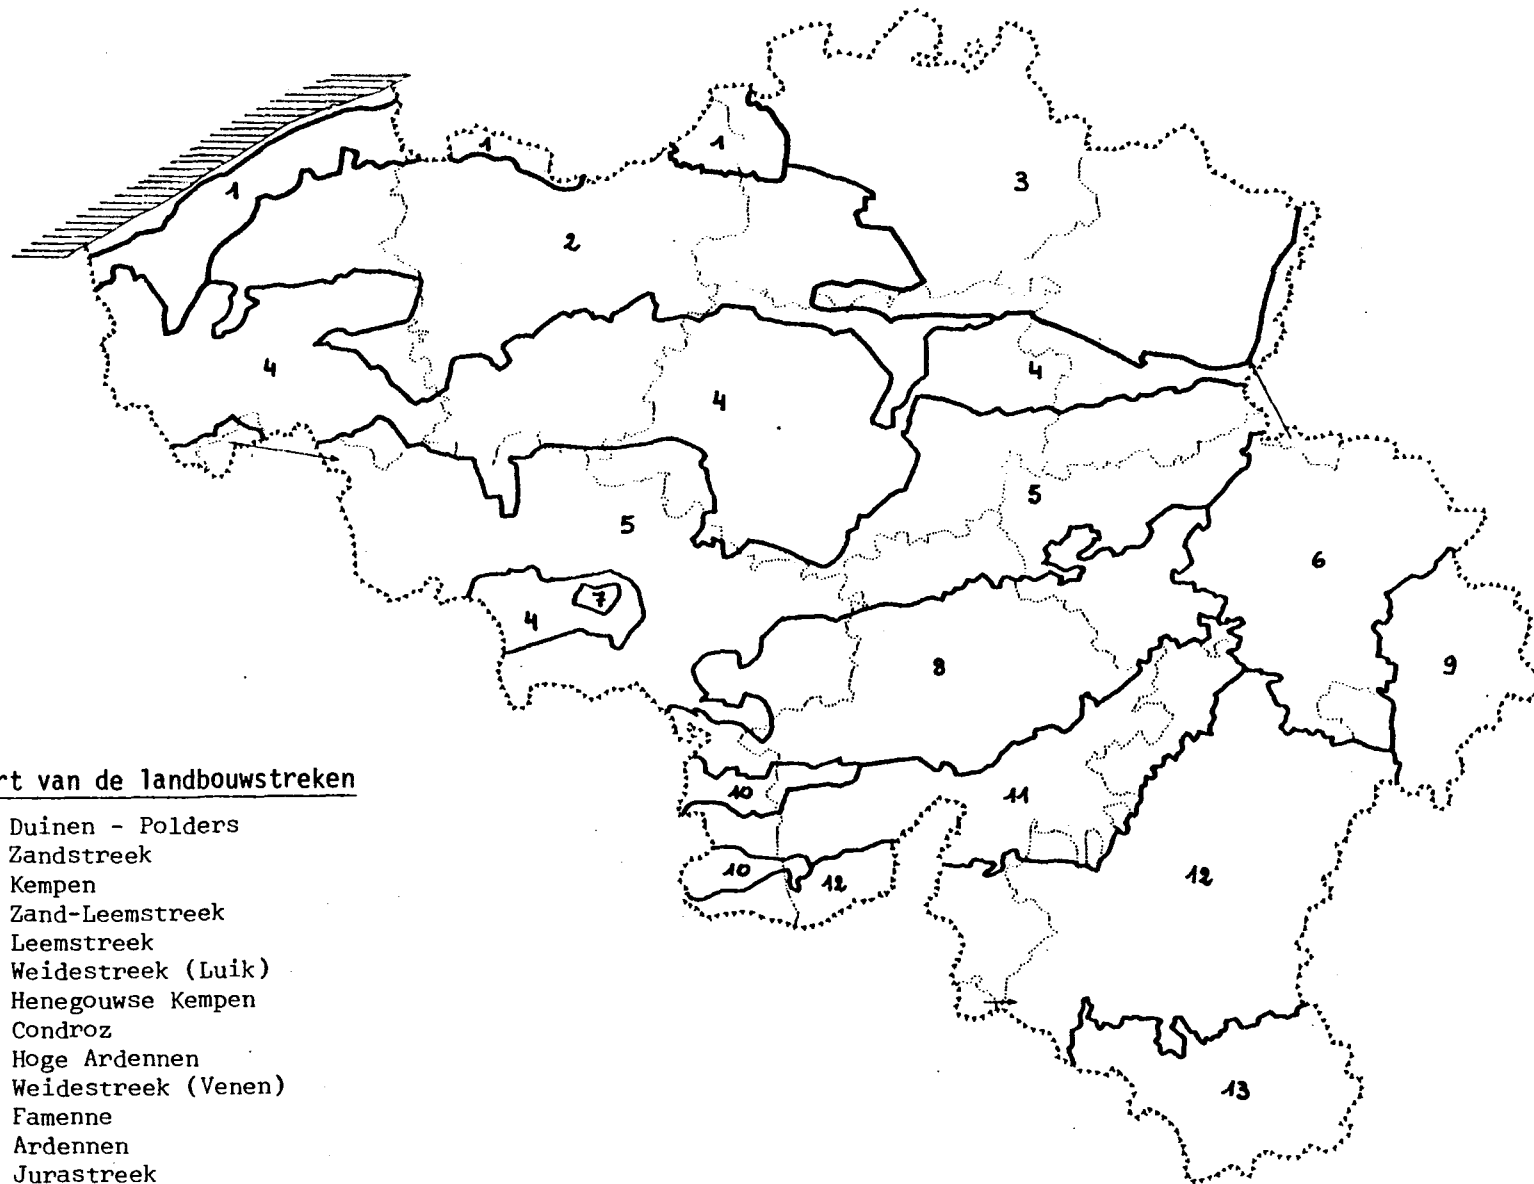 1
1
1
3
2
4
4
4
5
5
6
7
4
8
9
10
11
10
12
12
13
rt van de landbouwstreken
Duinen - Polders
Zandstreek
Kempen
Zand-Leemstreek
Leemstreek
Weidestreek (Luik)
Henegouwse Kempen
Condroz
Hoge Ardennen
Weidestreek (Venen)
Famenne
Ardennen
Jurastreek